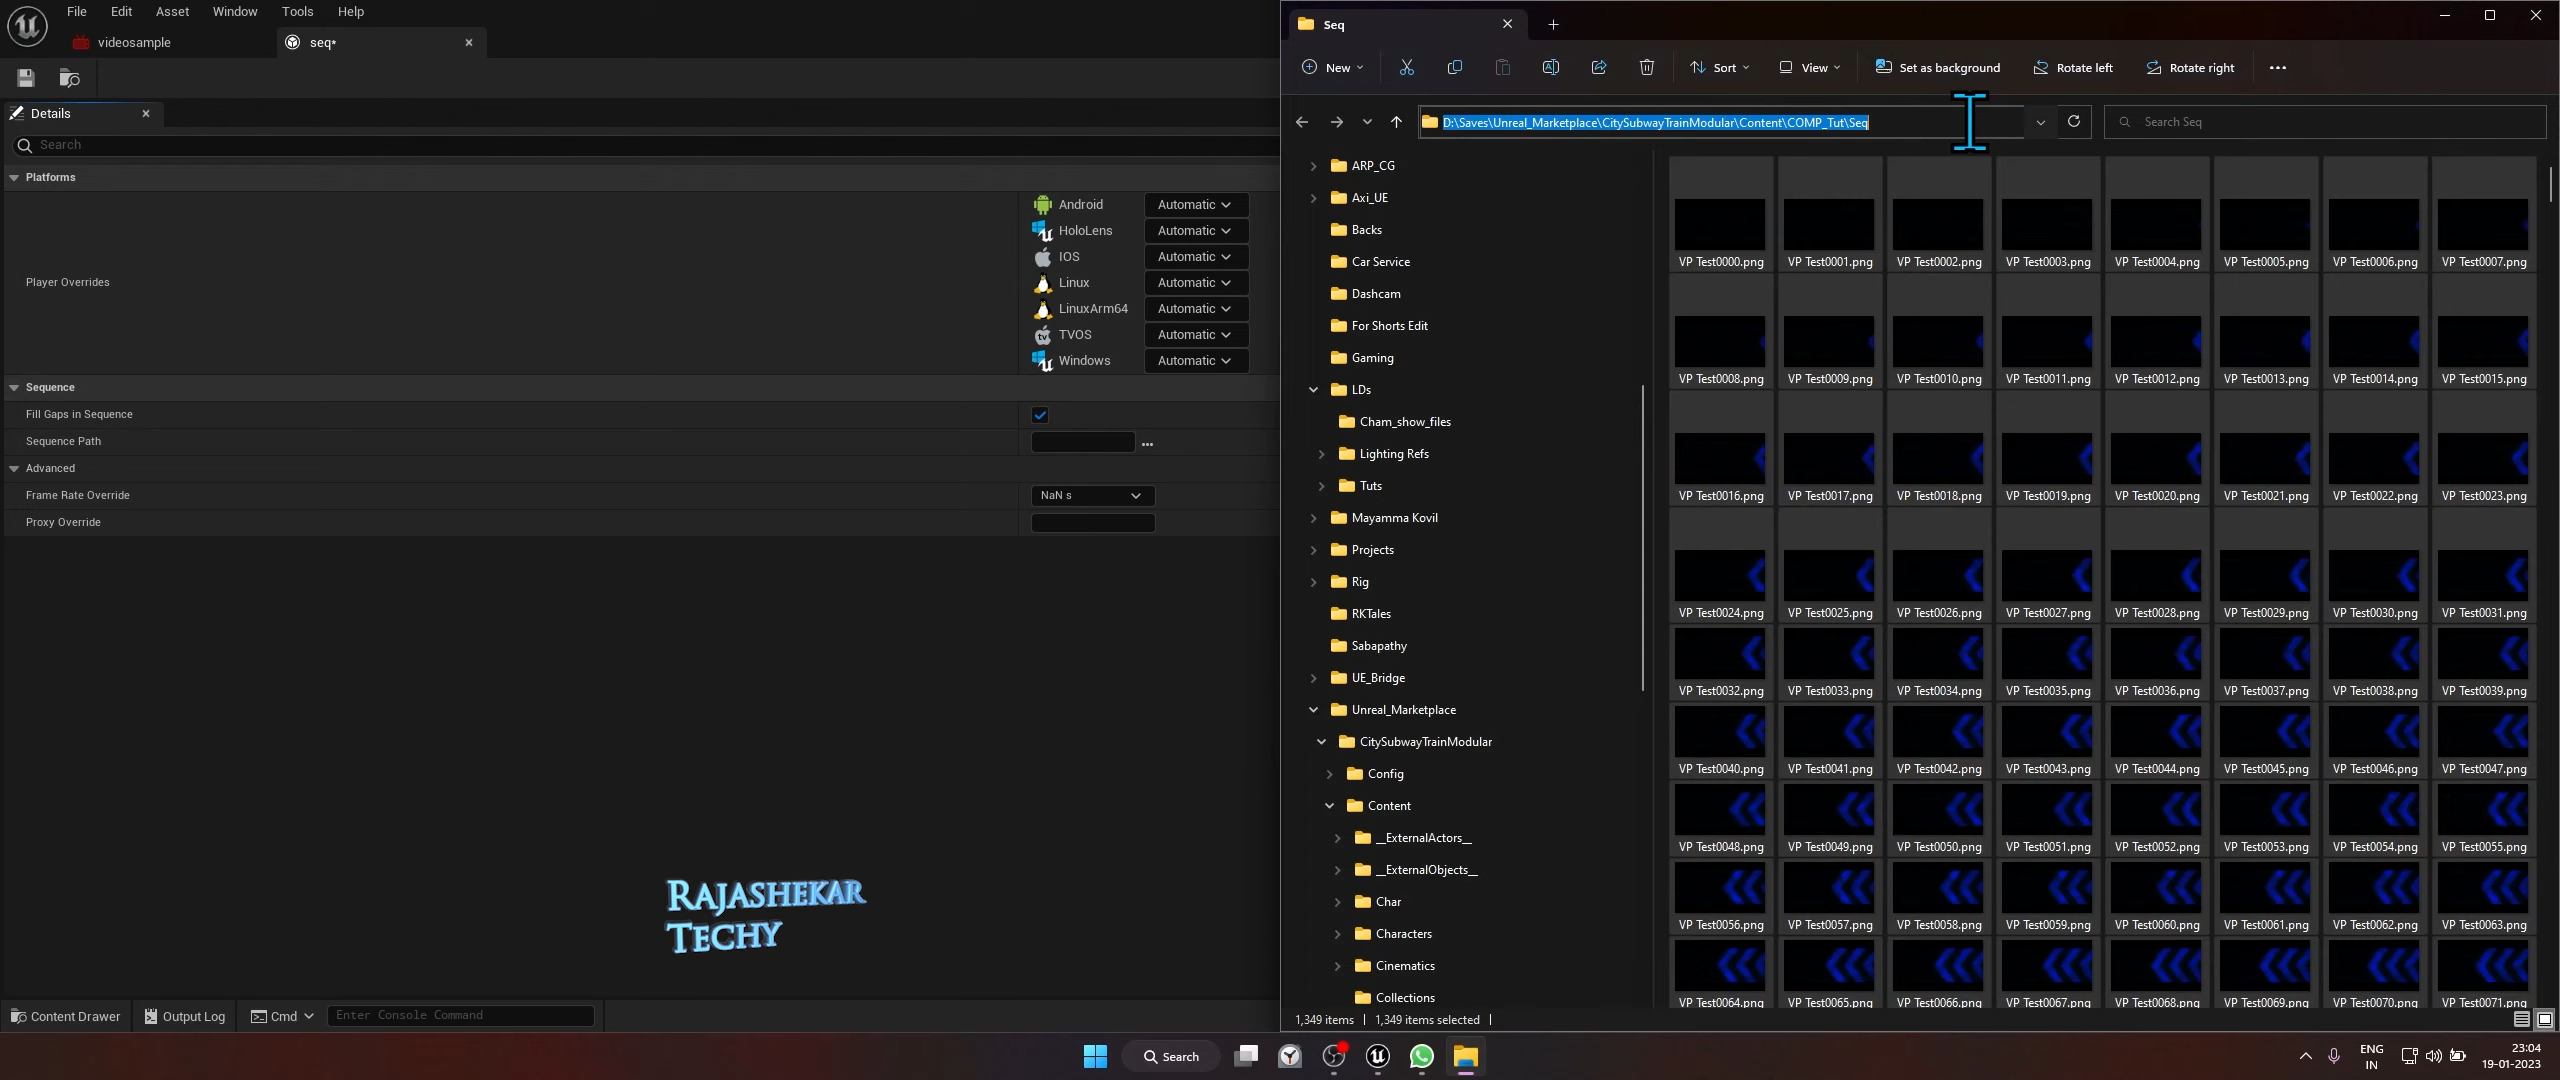 File Edit Asset Window Tools Help
videosample
seq*
Details
Search
Platforms
Player Overrides
Android Automatic
HoloLens Automatic
IOS Automatic
Linux Automatic
LinuxArm64 Automatic
TVOS Automatic
Windows Automatic
Sequence
Fill Gaps in Sequence
Sequence Path
Advanced
Frame Rate Override NaN s
Proxy Override
RAJASHEKAR
TECHY
Content Drawer Output Log Cmd Enter Console Command
Seq
New Sort View Set as background Rotate left Rotate right
D:\Saves\Unreal_Marketplace\CitySubwayTrainModular\Content\COMP_Tut\Seq
Search Seq
ARP_CG
Axi_UE
Backs
Car Service
Dashcam
For Shorts Edit
Gaming
LDs
Cham_show_files
Lighting Refs
Tuts
Mayamma Kovil
Projects
Rig
RKTales
Sabapathy
UE_Bridge
Unreal_Marketplace
CitySubwayTrainModular
Config
Content
__ExternalActors__
__ExternalObjects__
Char
Characters
Cinematics
Collections
VP Test0000.png VP Test0001.png VP Test0002.png VP Test0003.png VP Test0004.png VP Test0005.png VP Test0006.png VP Test0007.png
VP Test0008.png VP Test0009.png VP Test0010.png VP Test0011.png VP Test0012.png VP Test0013.png VP Test0014.png VP Test0015.png
VP Test0016.png VP Test0017.png VP Test0018.png VP Test0019.png VP Test0020.png VP Test0021.png VP Test0022.png VP Test0023.png
VP Test0024.png VP Test0025.png VP Test0026.png VP Test0027.png VP Test0028.png VP Test0029.png VP Test0030.png VP Test0031.png
VP Test0032.png VP Test0033.png VP Test0034.png VP Test0035.png VP Test0036.png VP Test0037.png VP Test0038.png VP Test0039.png
VP Test0040.png VP Test0041.png VP Test0042.png VP Test0043.png VP Test0044.png VP Test0045.png VP Test0046.png VP Test0047.png
VP Test0048.png VP Test0049.png VP Test0050.png VP Test0051.png VP Test0052.png VP Test0053.png VP Test0054.png VP Test0055.png
VP Test0056.png VP Test0057.png VP Test0058.png VP Test0059.png VP Test0060.png VP Test0061.png VP Test0062.png VP Test0063.png
VP Test0064.png VP Test0065.png VP Test0066.png VP Test0067.png VP Test0068.png VP Test0069.png VP Test0070.png VP Test0071.png
1,349 items 1,349 items selected
Search
ENG
IN
23:04
19-01-2023